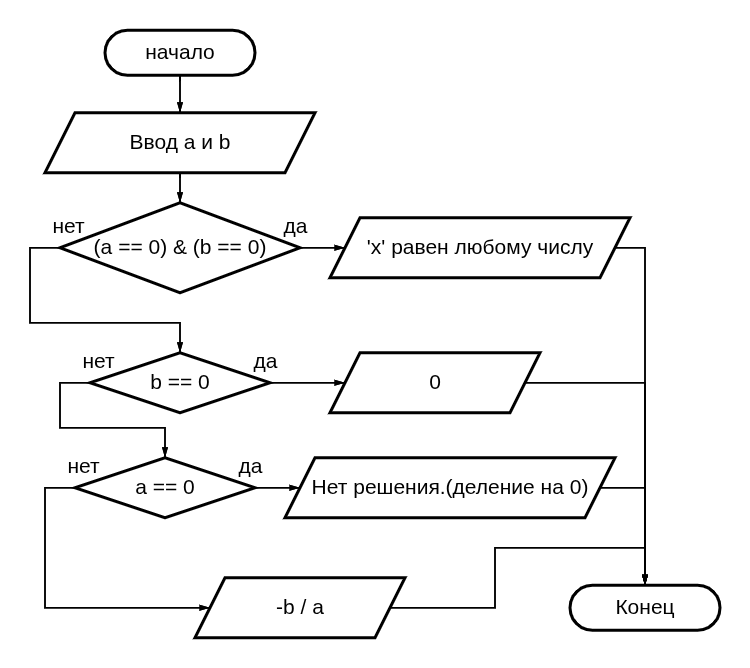 начало
Ввод a и b
нет
да
(a == 0) & (b == 0)
'x' равен любому числу
нет
да
b == 0
0
нет
да
a == 0
Нет решения.(деление на 0)
-b / a
Конец